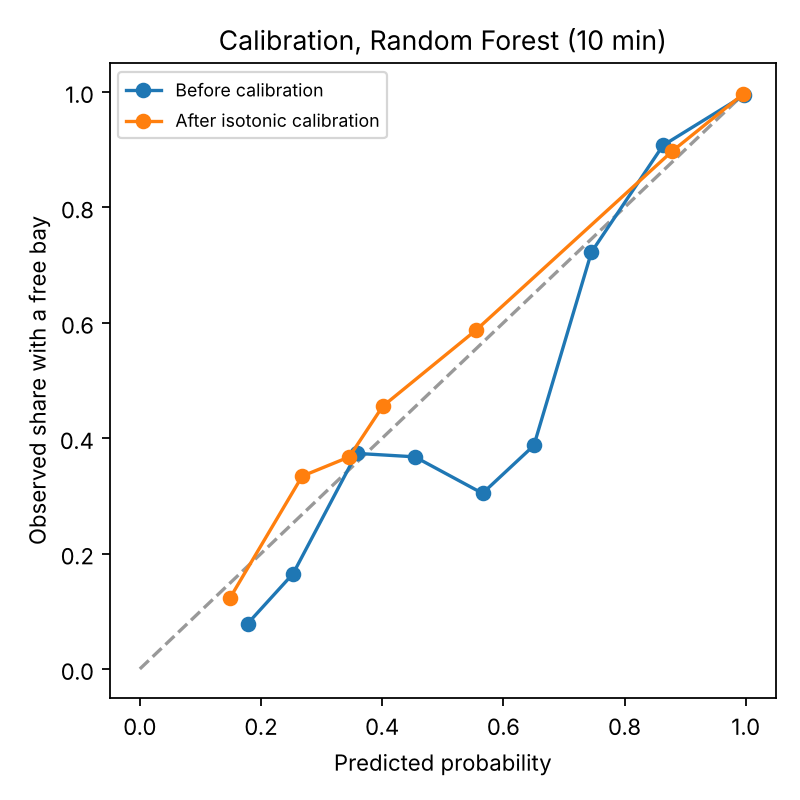 Calibration, Random Forest (10 min)
Before calibration
After isotonic calibration
Observed share with a free bay
1.0
0.8
0.6
0.4
0.2
0.0
0.0 0.2 0.4 0.6 0.8 1.0
Predicted probability